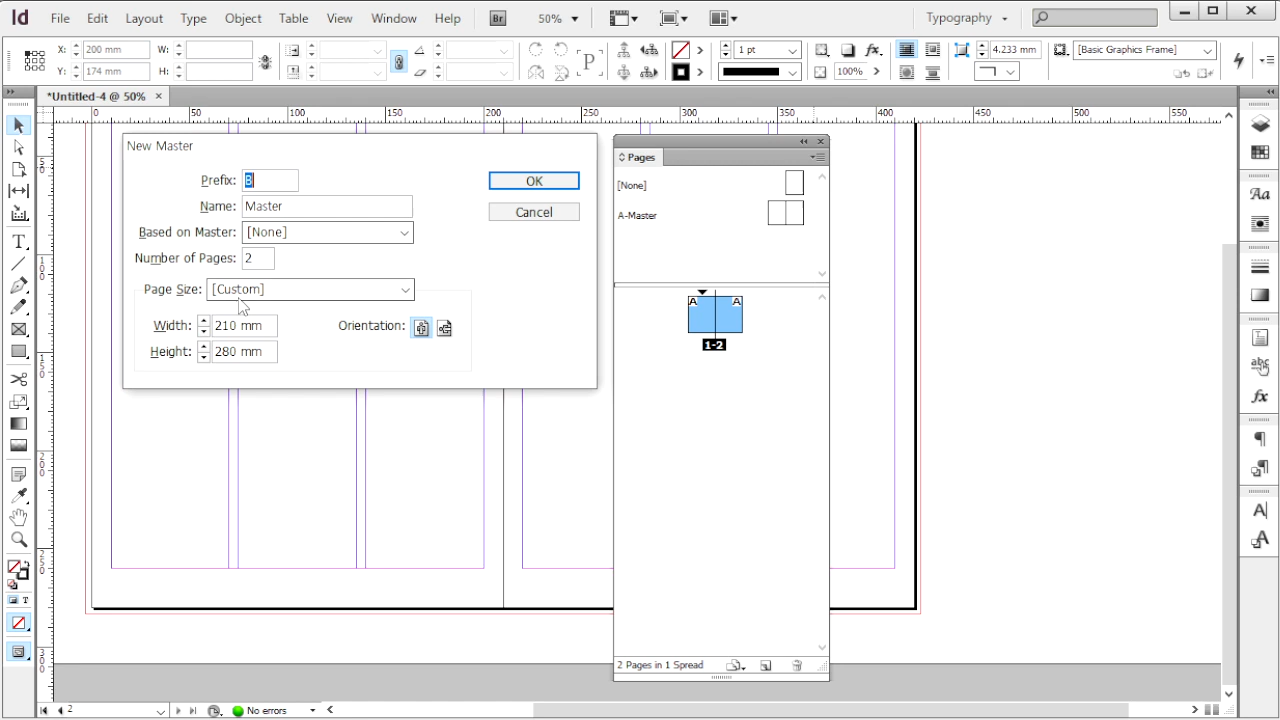 Id File Edit Layout Type Object Table View Window Help Br 50% Typography
X: 200 mm W: 1 pt 4.233 mm [Basic Graphics Frame]
Y: 174 mm H: 100%
*Untitled-4 @ 50% ×
0 50 100 150 200 250 300 350 400 450 500 550
New Master
Prefix: B OK
Name: Master Cancel
Based on Master: [None]
Number of Pages: 2
Page Size: [Custom]
Width: 210 mm Orientation:
Height: 280 mm
Pages
[None]
A-Master
A A
1-2
2 Pages in 1 Spread
2 No errors